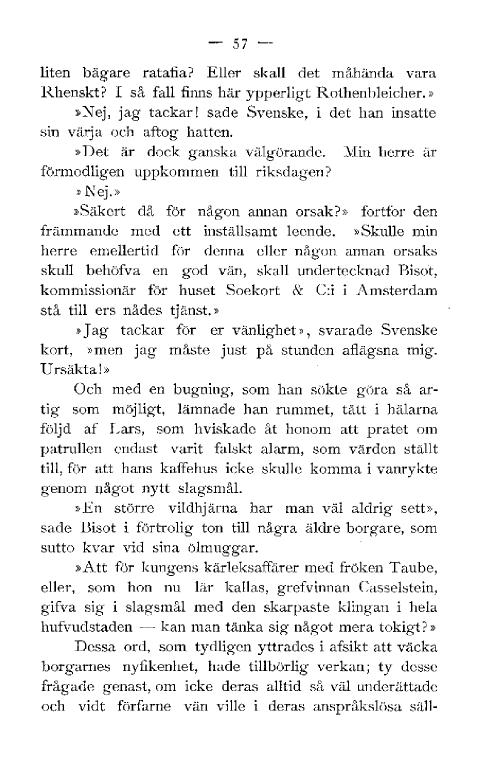 — 57 —
liten bägare ratafia? Eller skall det måhända vara
Rhenskt? I så fall finns här ypperligt Rothenbleicher.»
»Nej, jag tackar! sade Svenske, i det han insatte
sin värja och aftog hatten.
»Det är dock ganska välgörande. Min herre är
förmodligen uppkommen till riksdagen?
»Nej.»
»Säkert då för någon annan orsak?» fortfor den
främmande med ett inställsamt leende. »Skulle min
herre emellertid för denna eller någon annan orsaks
skull behöfva en god vän, skall undertecknad Bisot,
kommissionär för huset Soekort & C:i i Amsterdam
stå till ers nådes tjänst.»
»Jag tackar för er vänlighet», svarade Svenske
kort, »men jag måste just på stunden aflägsna mig.
Ursäkta!»
Och med en bugning, som han sökte göra så ar-
tig som möjligt, lämnade han rummet, tätt i hälarna
följd af Lars, som hviskade åt honom att pratet om
patrullen endast varit falskt alarm, som värden ställt
till, för att hans kaffehus icke skulle komma i vanrykte
genom något nytt slagsmål.
»En större vildhjärna har man väl aldrig sett»,
sade Bisot i förtrolig ton till några äldre borgare, som
sutto kvar vid sina ölmuggar.
»Att för kungens kärleksaffärer med fröken Taube,
eller, som hon nu lär kallas, grefvinnan Casselstein,
gifva sig i slagsmål med den skarpaste klingan i hela
hufvudstaden — kan man tänka sig något mera tokigt?»
Dessa ord, som tydligen yttrades i afsikt att väcka
borgarnes nyfikenhet, hade tillbörlig verkan; ty desse
frågade genast, om icke deras alltid så väl underättade
och vidt förfarne vän ville i deras anspråkslösa säll-